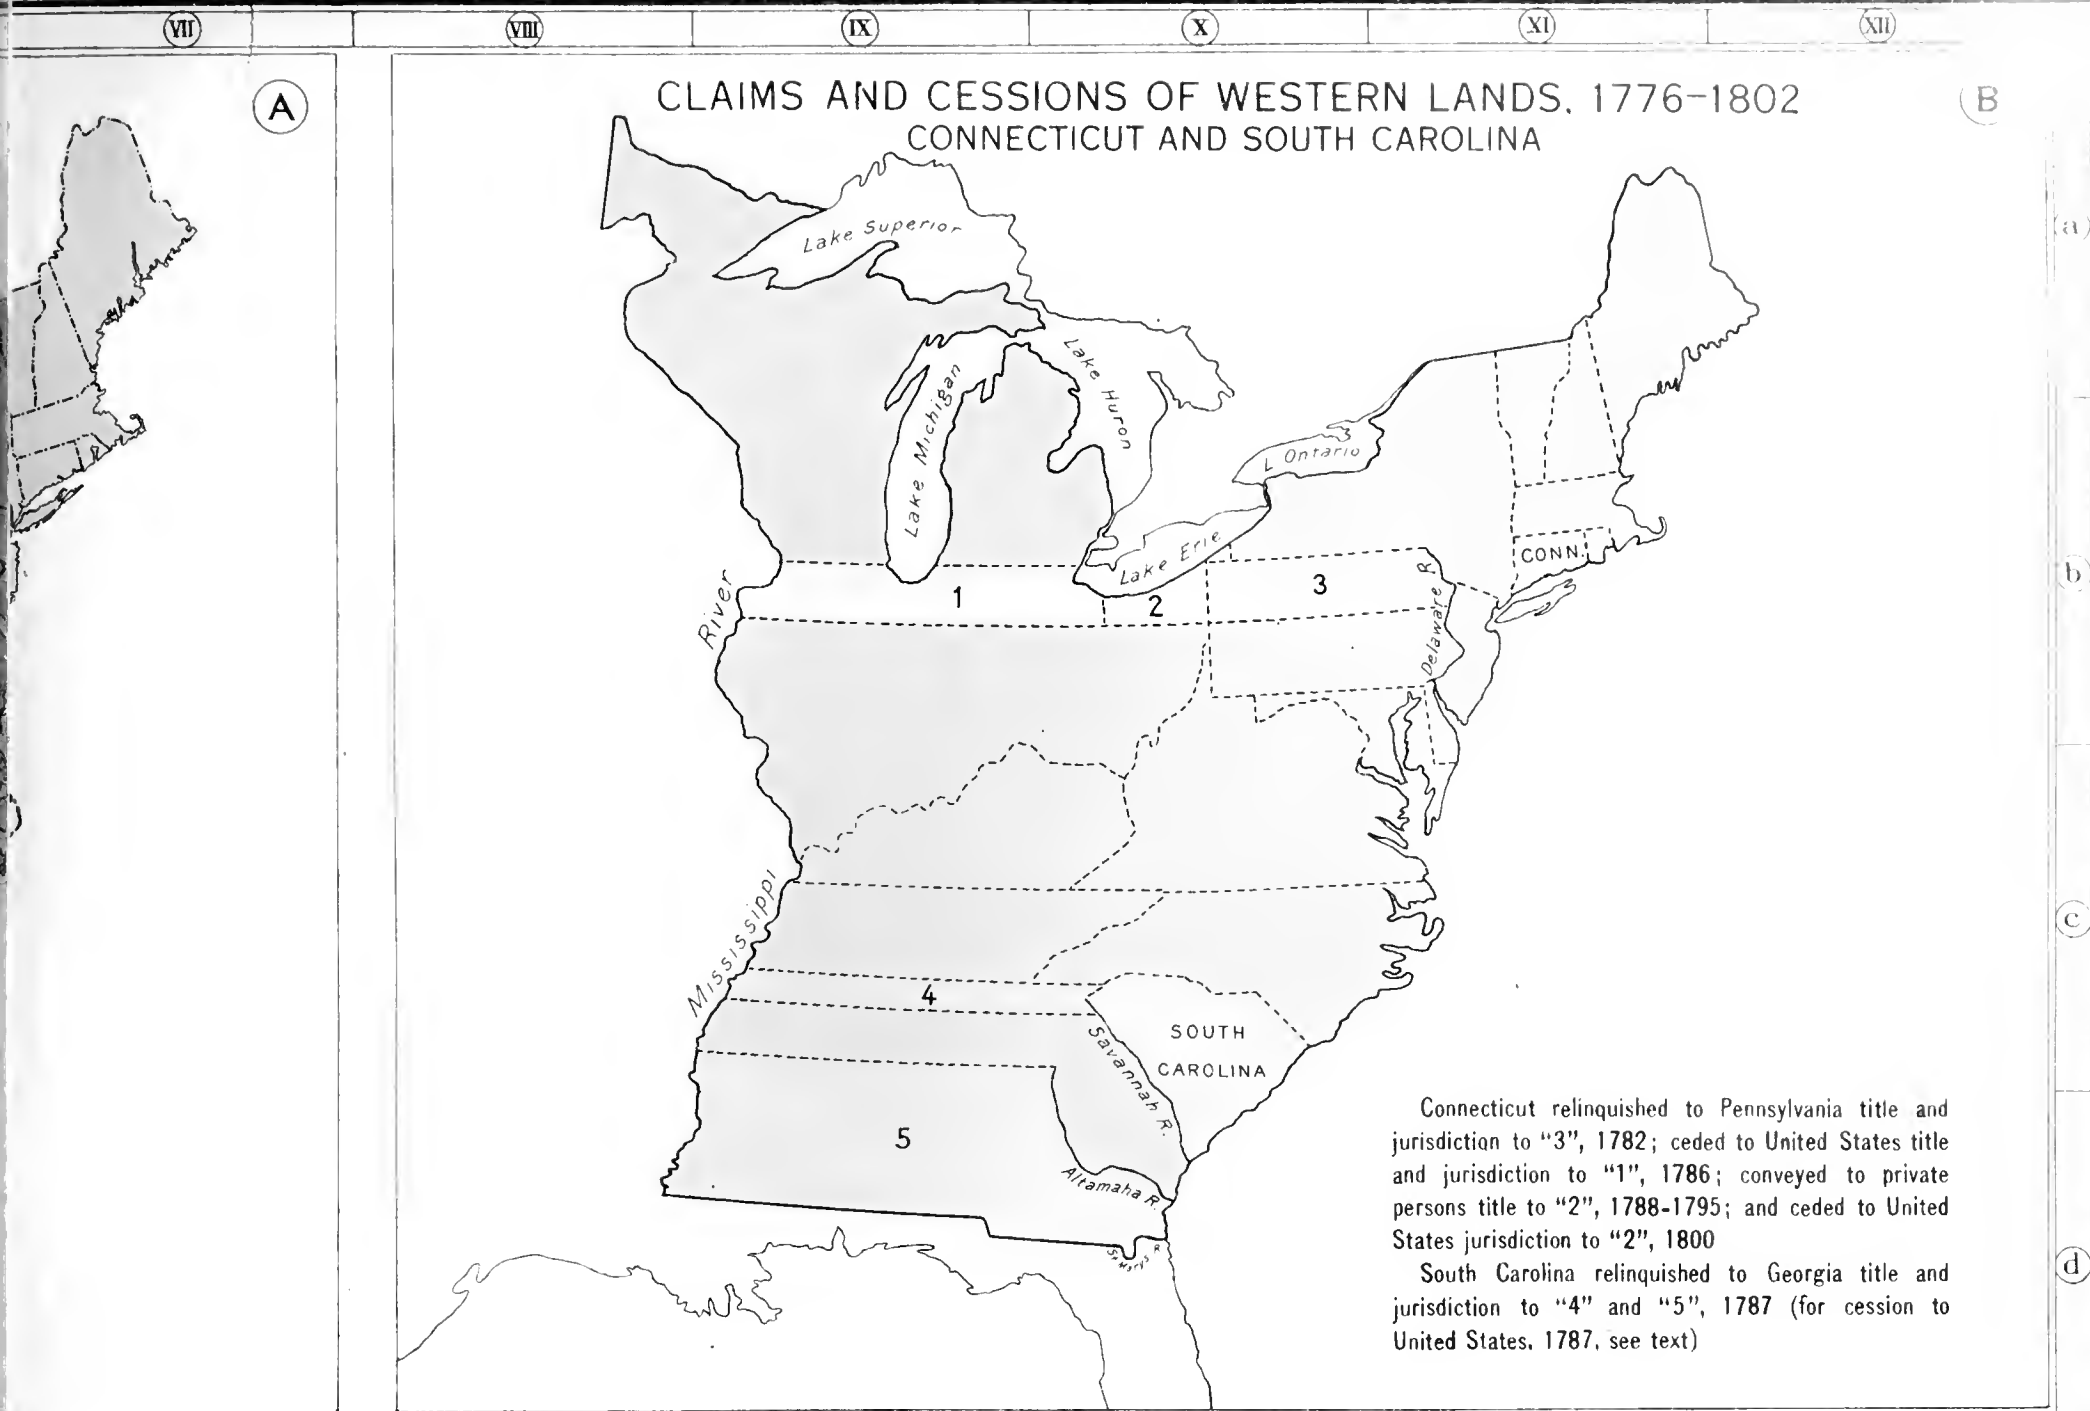 VII VIII IX X XI XII
A
CLAIMS AND CESSIONS OF WESTERN LANDS, 1776-1802
B
CONNECTICUT AND SOUTH CAROLINA
(a)
Lake Superior
Lake Michigan
Lake Huron
L Ontario
Lake Erie
CONN.
b
1
2
3
River
Delaware R.
Mississippi
c
4
SOUTH
CAROLINA
Savannah R.
5
Altamaha R.
St Marys R
d
Connecticut relinquished to Pennsylvania title and
jurisdiction to "3", 1782; ceded to United States title
and jurisdiction to "1", 1786; conveyed to private
persons title to "2", 1788-1795; and ceded to United
States jurisdiction to "2", 1800
South Carolina relinquished to Georgia title and
jurisdiction to "4" and "5", 1787 (for cession to
United States, 1787, see text)